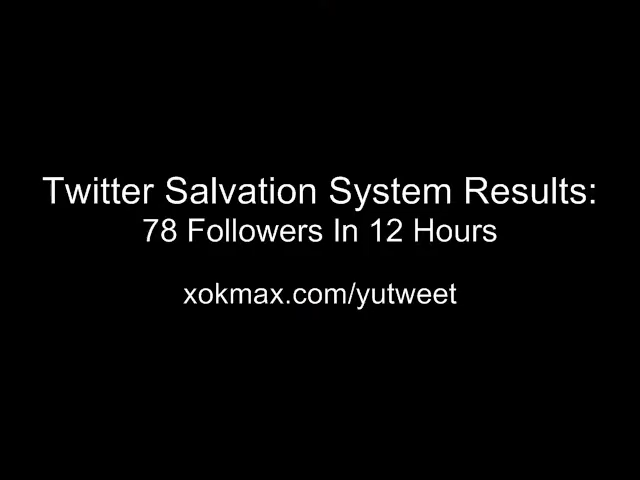 Twitter Salvation System Results:
78 Followers In 12 Hours
xokmax.com/yutweet